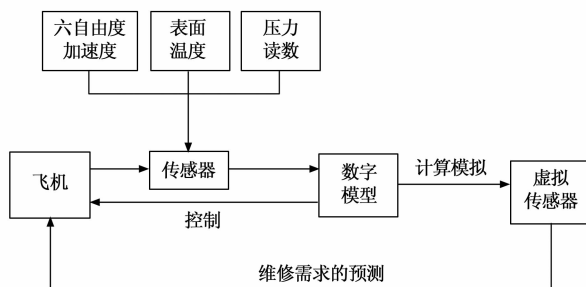 六自由度
加速度
表面
温度
压力
读数
飞机
传感器
数字
模型
计算模拟
虚拟
传感器
控制
维修需求的预测